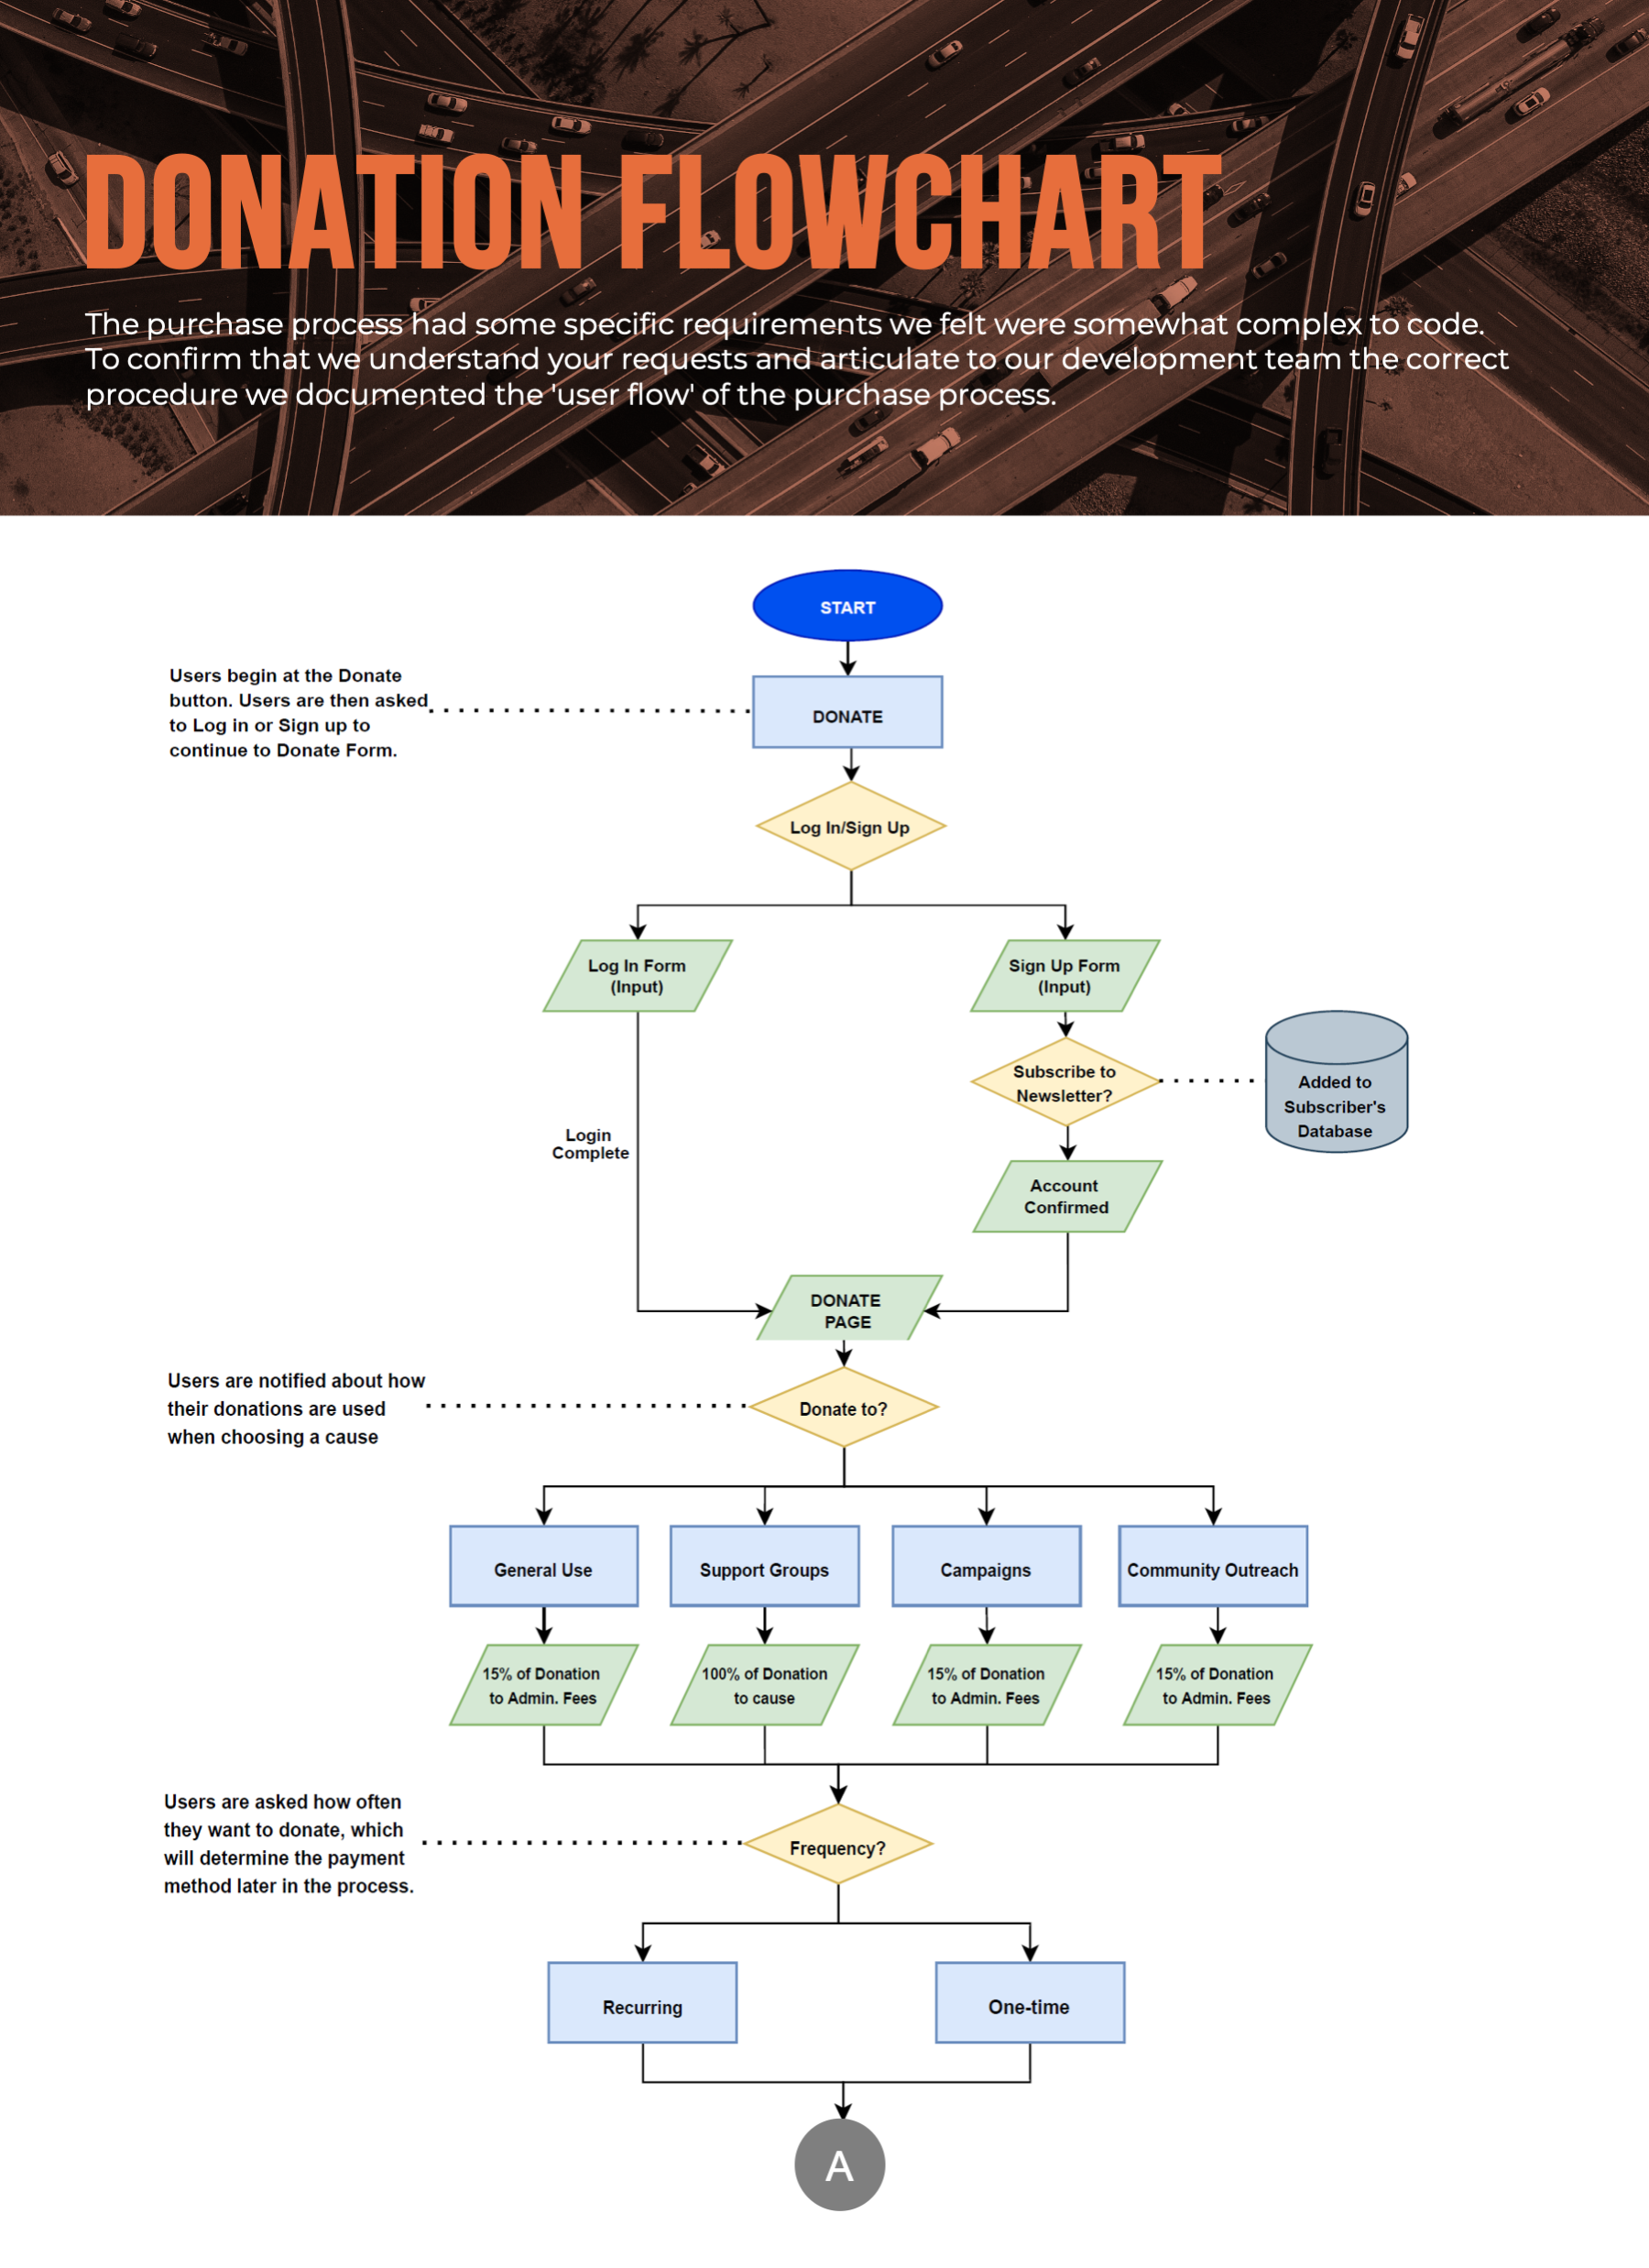 DONATION FLOWCHART
The purchase process had some specific requirements we felt were somewhat complex to code.
To confirm that we understand your requests and articulate to our development team the correct
procedure we documented the 'user flow' of the purchase process.
START
Users begin at the Donate
button. Users are then asked
to Log in or Sign up to
continue to Donate Form.
DONATE
Log In/Sign Up
Log In Form
(Input)
Sign Up Form
(Input)
Subscribe to
Newsletter?
Added to
Subscriber's
Database
Login
Complete
Account
Confirmed
DONATE
PAGE
Users are notified about how
their donations are used
when choosing a cause
Donate to?
General Use
Support Groups
Campaigns
Community Outreach
15% of Donation
to Admin. Fees
100% of Donation
to cause
15% of Donation
to Admin. Fees
15% of Donation
to Admin. Fees
Users are asked how often
they want to donate, which
will determine the payment
method later in the process.
Frequency?
Recurring
One-time
A